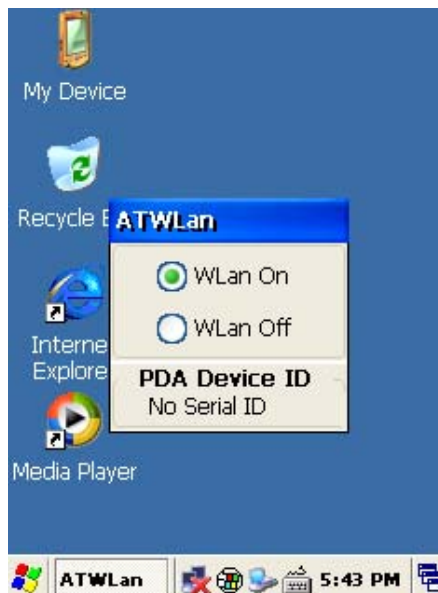 My Device
Recycle
ATWLan
WLan On
WLan Off
Interne
Explore
PDA Device ID
No Serial ID
Media Player
ATWLan
5:43 PM